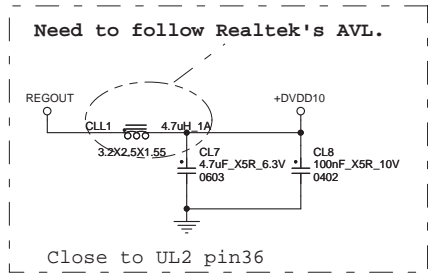 Need to follow Realtek's AVL.
REGOUT
+DVDD10
CLL1
4.7uH_1A
3.2X2.5X1.55
CL7
4.7uF_X5R_6.3V
0603
CL8
100nF_X5R_10V
0402
Close to UL2 pin36